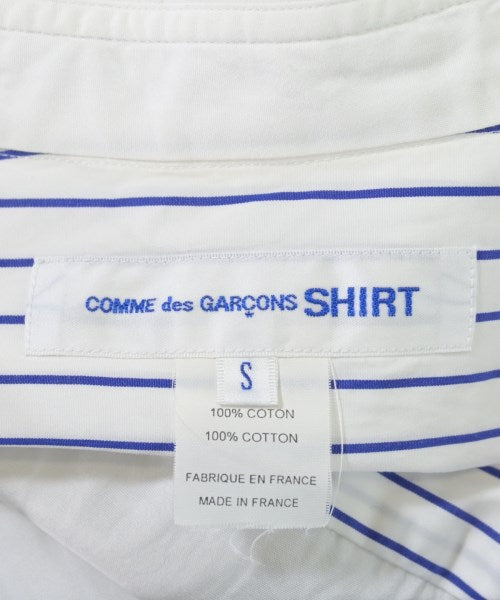 COMME des GARÇONS SHIRT
S
100% COTON
100% COTTON
FABRIQUE EN FRANCE
MADE IN FRANCE